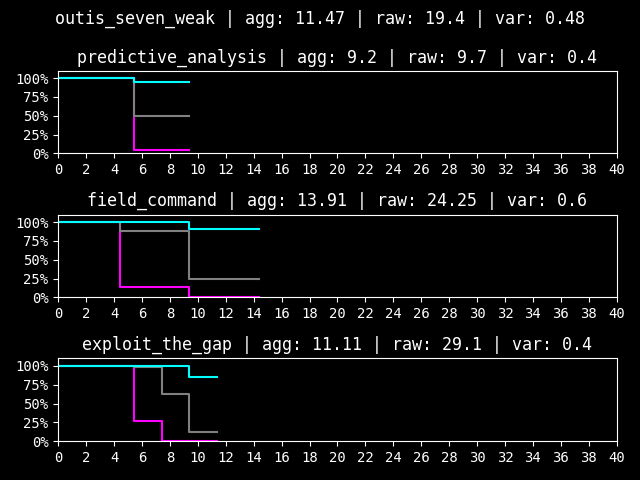 outis_seven_weak | agg: 11.47 | raw: 19.4 | var: 0.48
predictive_analysis | agg: 9.2 | raw: 9.7 | var: 0.4
100%
75%
50%
25%
0%
0 2 4 6 8 10 12 14 16 18 20 22 24 26 28 30 32 34 36 38 40
field_command | agg: 13.91 | raw: 24.25 | var: 0.6
100%
75%
50%
25%
0%
0 2 4 6 8 10 12 14 16 18 20 22 24 26 28 30 32 34 36 38 40
exploit_the_gap | agg: 11.11 | raw: 29.1 | var: 0.4
100%
75%
50%
25%
0%
0 2 4 6 8 10 12 14 16 18 20 22 24 26 28 30 32 34 36 38 40